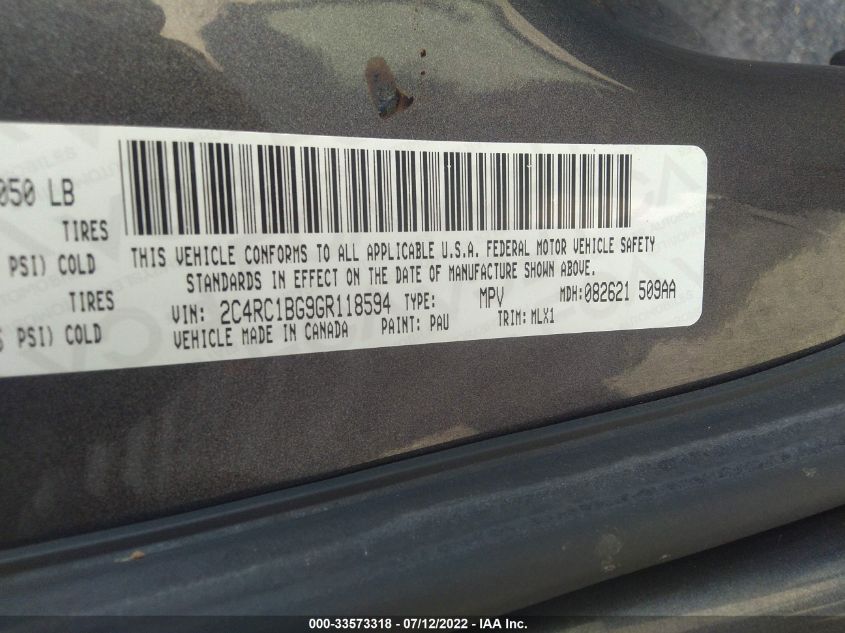 050 LB
TIRES
PSI) COLD
TIRES
PSI) COLD
THIS VEHICLE CONFORMS TO ALL APPLICABLE U.S.A. FEDERAL MOTOR VEHICLE SAFETY
STANDARDS IN EFFECT ON THE DATE OF MANUFACTURE SHOWN ABOVE.
VIN: 2C4RC1BG9GR118594 TYPE: MPV MDH: 082621 509AA
VEHICLE MADE IN CANADA PAINT: PAU TRIM: MLX1
000-33573318 - 07/12/2022 - IAA Inc.